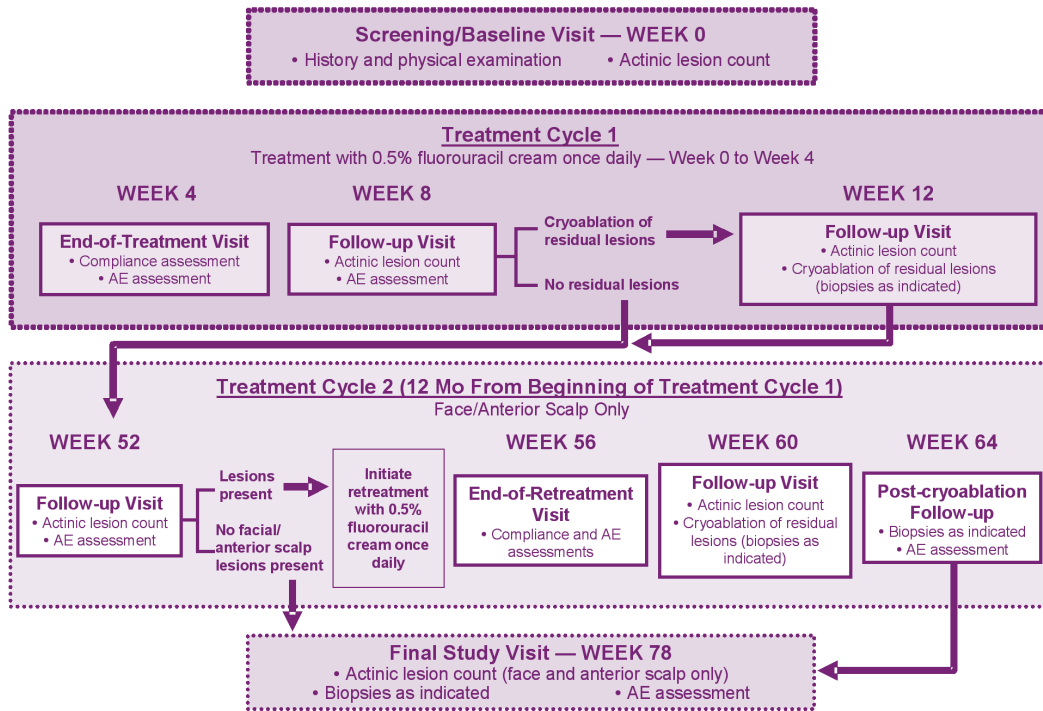 Screening/Baseline Visit — WEEK 0
• History and physical examination • Actinic lesion count
Treatment Cycle 1
Treatment with 0.5% fluorouracil cream once daily — Week 0 to Week 4
WEEK 4
End-of-Treatment Visit
• Compliance assessment
• AE assessment
WEEK 8
Follow-up Visit
• Actinic lesion count
• AE assessment
Cryoablation of
residual lesions
No residual lesions
WEEK 12
Follow-up Visit
• Actinic lesion count
• Cryoablation of residual lesions
(biopsies as indicated)
Treatment Cycle 2 (12 Mo From Beginning of Treatment Cycle 1)
Face/Anterior Scalp Only
WEEK 52
Follow-up Visit
• Actinic lesion count
• AE assessment
Lesions
present
No facial/
anterior scalp
lesions present
Initiate
retreatment
with 0.5%
fluorouracil
cream once
daily
WEEK 56
End-of-Retreatment
Visit
• Compliance and AE
assessments
WEEK 60
Follow-up Visit
• Actinic lesion count
• Cryoablation of residual
lesions (biopsies as
indicated)
WEEK 64
Post-cryoablation
Follow-up
• Biopsies as indicated
• AE assessment
Final Study Visit — WEEK 78
• Actinic lesion count (face and anterior scalp only)
• Biopsies as indicated • AE assessment